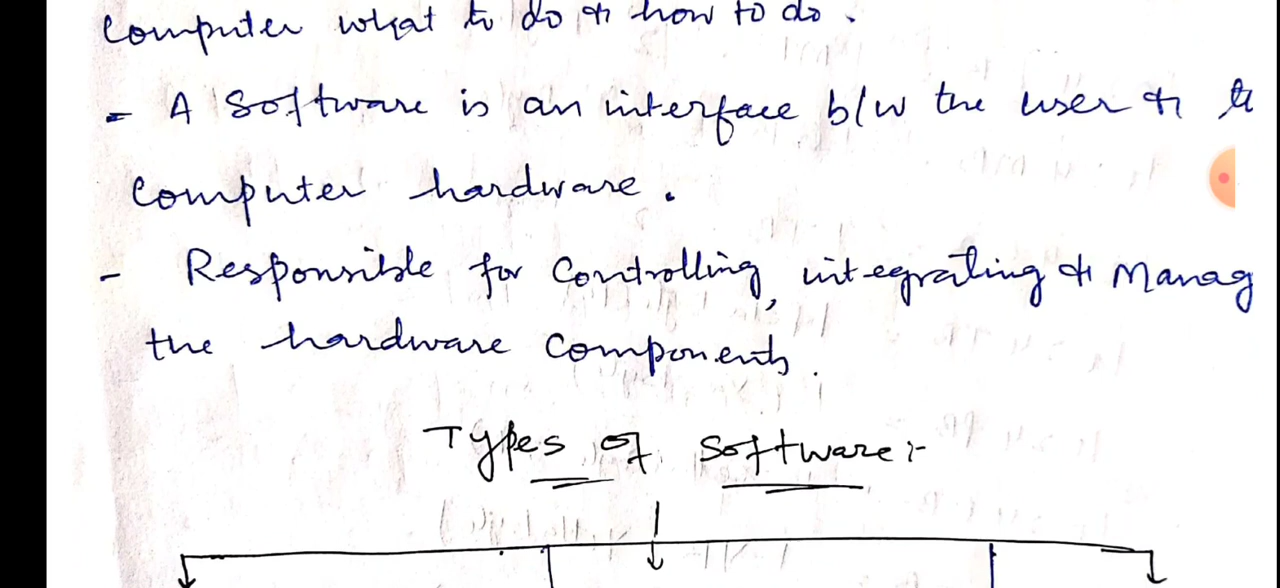 Computer what to do & how to do.
- A Software is an interface b/w the user & the
Computer hardware.
- Responsible for Controlling, integrating & Manag
the hardware Components.
Types of Software:-